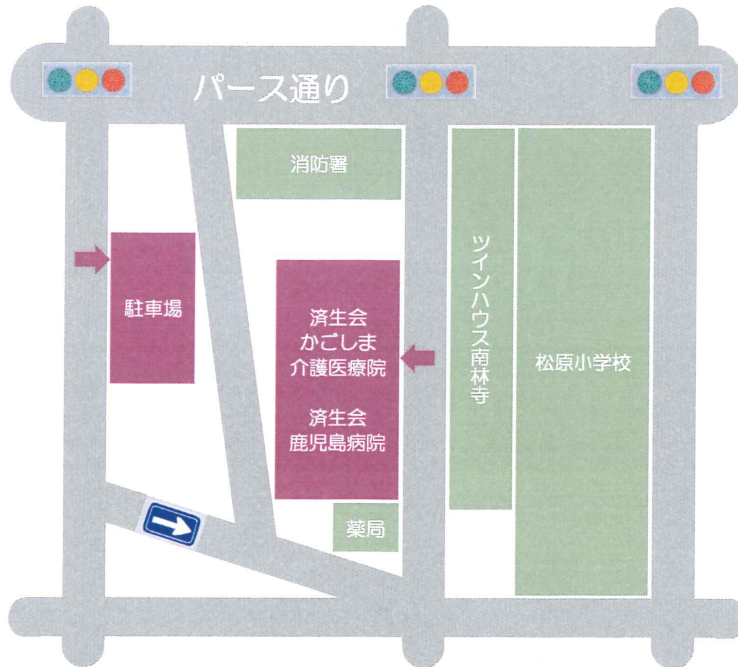 パース通り
消防署
駐車場
済生会
かごしま
介護医療院
済生会
鹿児島病院
薬局
ツインハウス南林寺
松原小学校